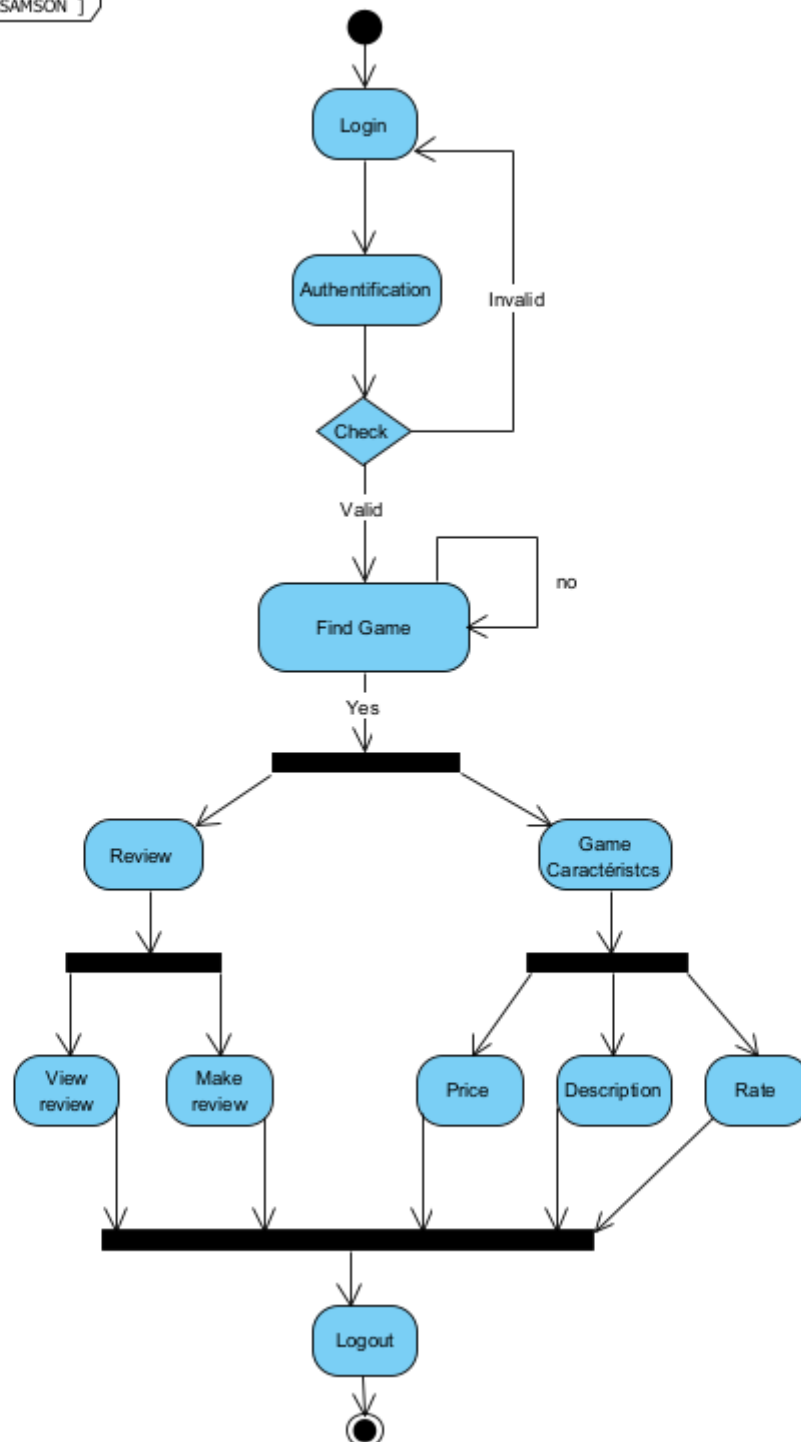 SAMSON ]
Login
Authentification
Invalid
Check
Valid
no
Find Game
Yes
Review
Game
Caractéristcs
View
review
Make
review
Price
Description
Rate
Logout